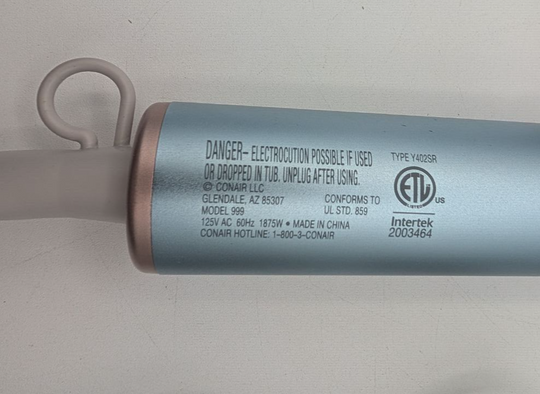 DANGER– ELECTROCUTION POSSIBLE IF USED
OR DROPPED IN TUB. UNPLUG AFTER USING.
© CONAIR LLC
GLENDALE, AZ 85307
MODEL 999
125V AC 60Hz 1875W • MADE IN CHINA
CONAIR HOTLINE: 1-800-3-CONAIR
CONFORMS TO
UL STD. 859
TYPE Y402SR
ETL
US
Intertek
2003464